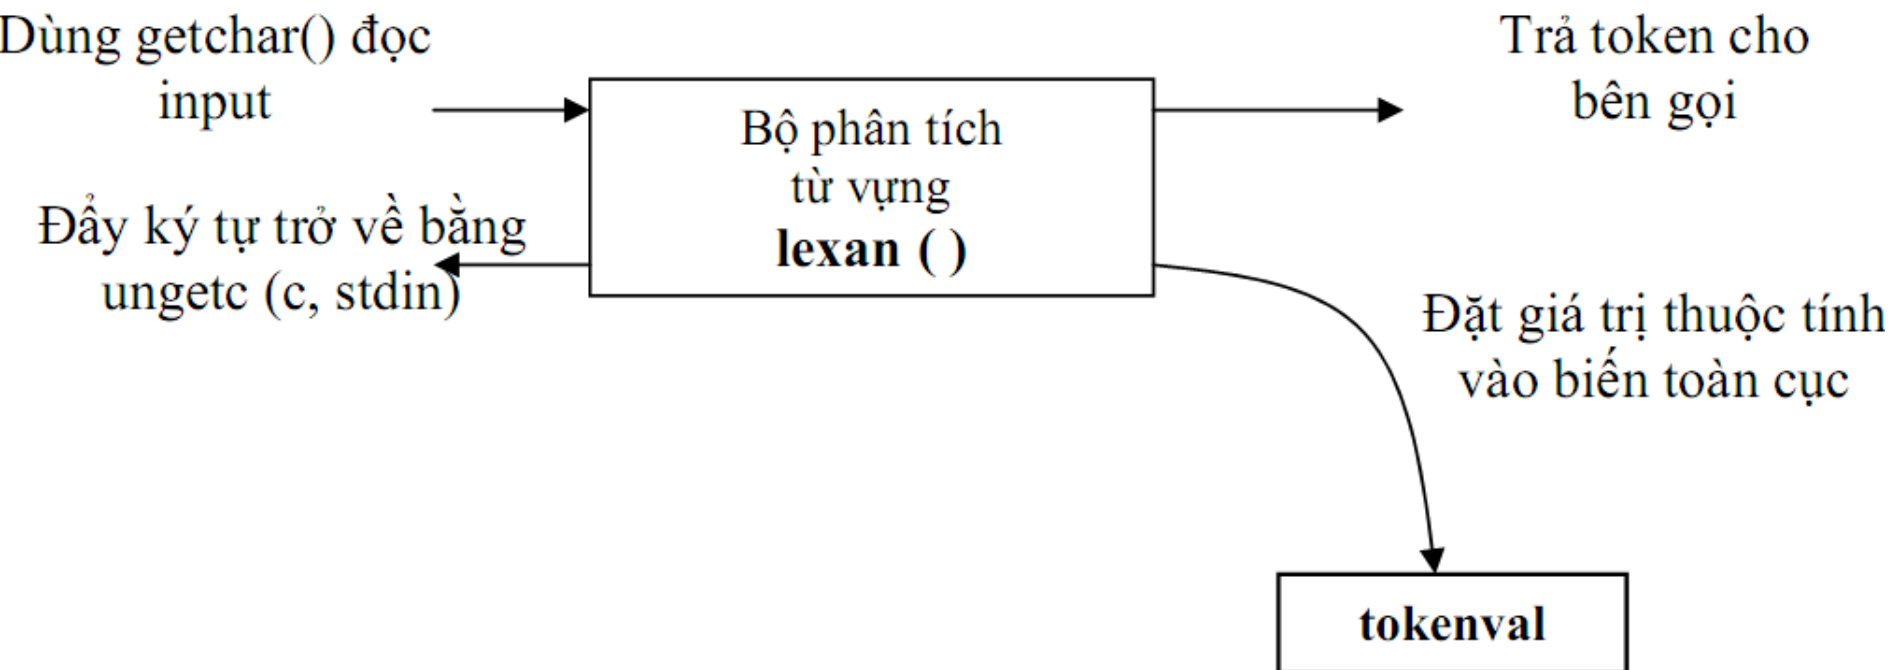 Dùng getchar() đọc
input
Đẩy ký tự trở về bằng
ungetc (c, stdin)
Bộ phân tích
từ vựng
lexan ( )
Trả token cho
bên gọi
Đặt giá trị thuộc tính
vào biến toàn cục
tokenval